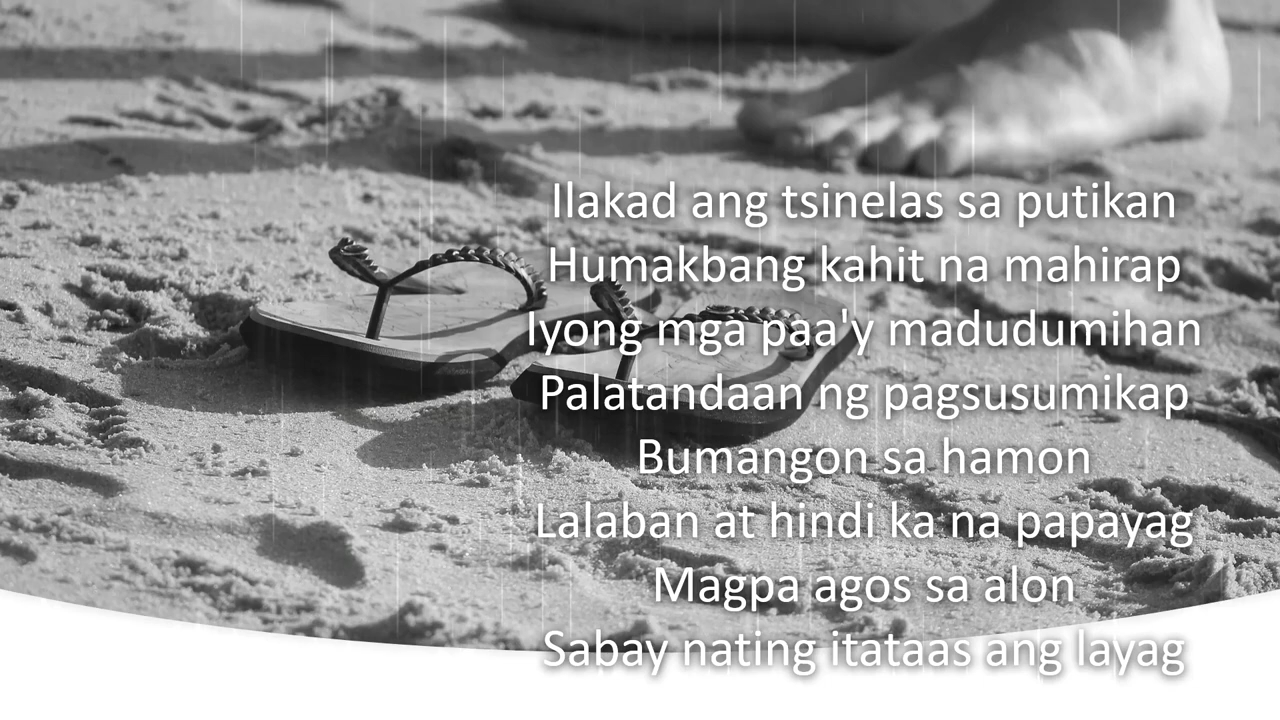 Ilakad ang tsinelas sa putikan
Humakbang kahit na mahirap
Iyong mga paa'y madudumihan
Palatandaan ng pagsusumikap
Bumangon sa hamon
Lalaban at hindi ka na papayag
Magpa agos sa alon
Sabay nating itataas ang layag